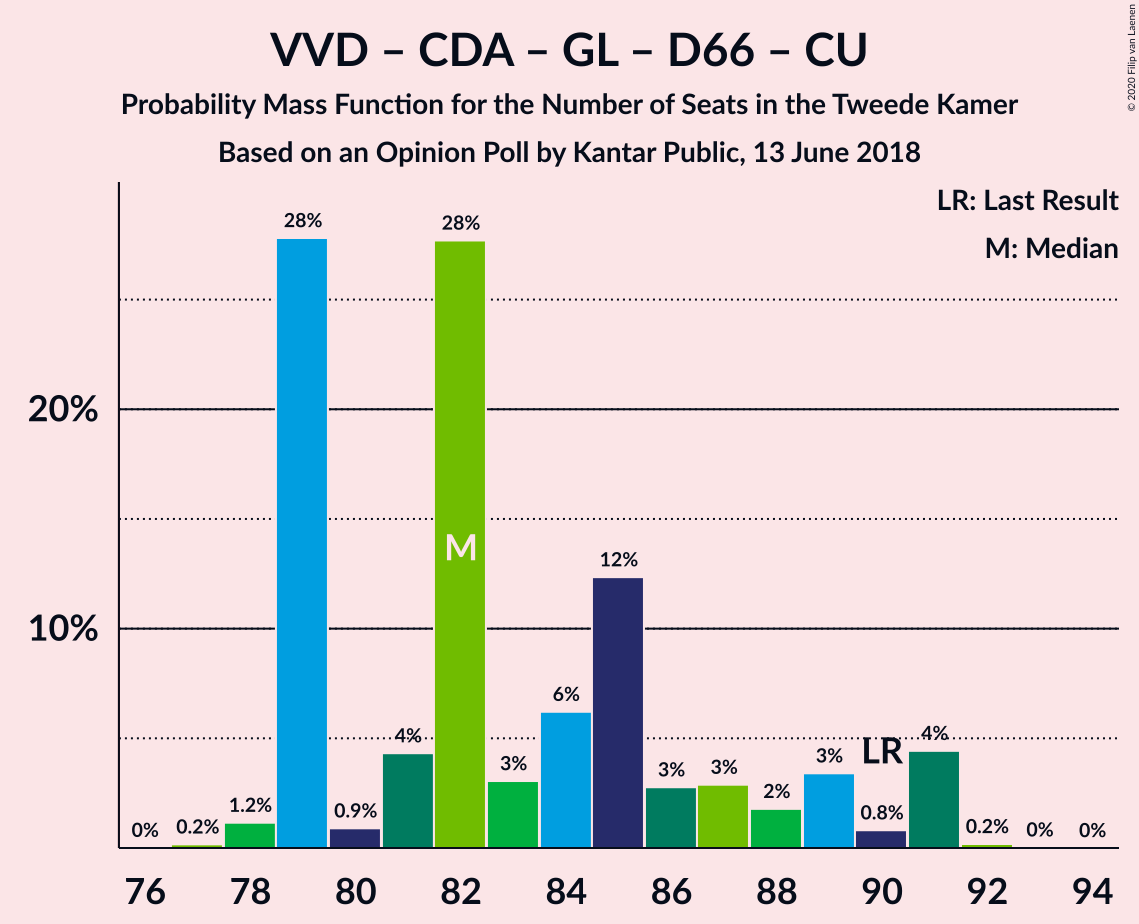 VVD – CDA – GL – D66 – CU
Probability Mass Function for the Number of Seats in the Tweede Kamer
Based on an Opinion Poll by Kantar Public, 13 June 2018
© 2020 Filip van Laenen
LR: Last Result
M: Median
20%
10%
0%
0.2%
1.2%
28%
0.9%
4%
28%
3%
6%
12%
3%
3%
2%
3%
0.8%
4%
0.2%
0%
0%
M
LR
76 78 80 82 84 86 88 90 92 94